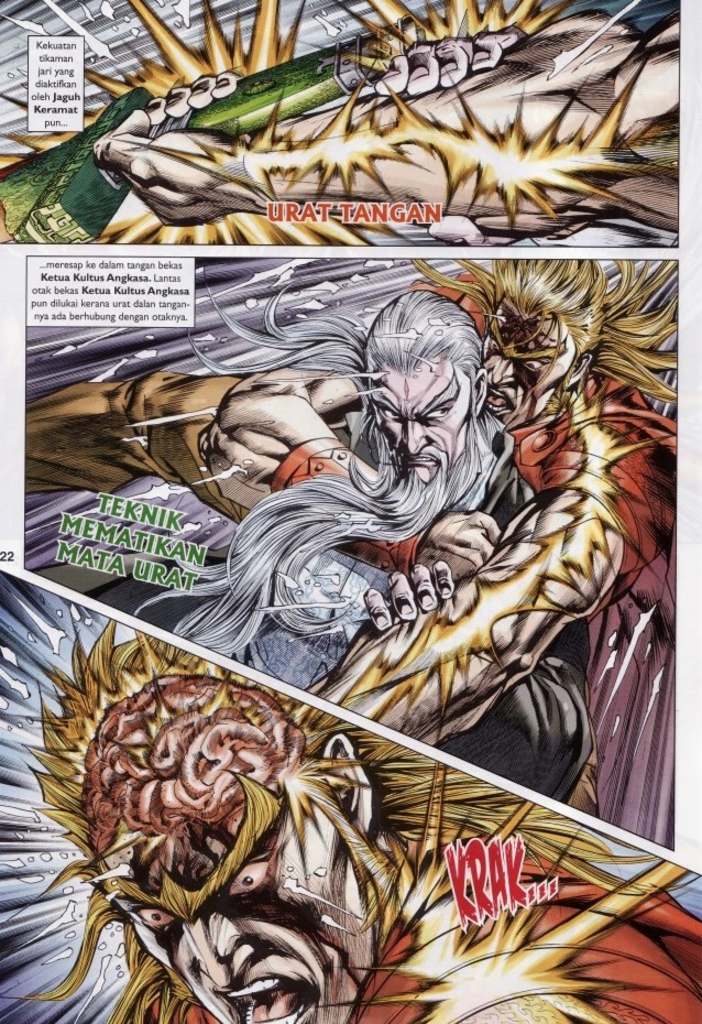 Kekuatan
tikaman
jari yang
diaktifkan
oleh Jaguh
Keramat
pun...
URAT TANGAN
...meresap ke dalam tangan bekas
Ketua Kultus Angkasa. Lantas
otak bekas Ketua Kultus Angkasa
pun dilukai kerana urat dalan tangan-
nya ada berhubung dengan otaknya.
TEKNIK
MEMATIKAN
MATA URAT
22
KRAK...